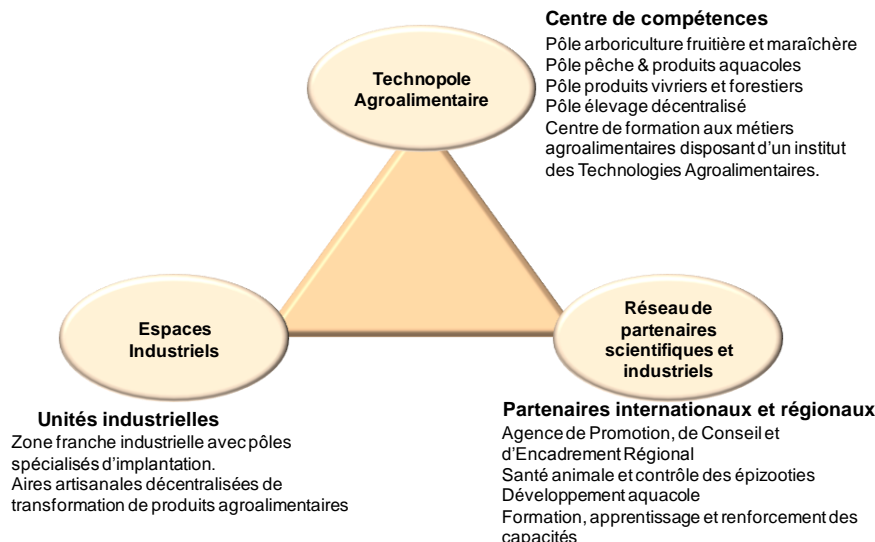 Centre de compétences
Pôle arboriculture fruitière et maraîchère
Pôle pêche & produits aquacoles
Pôle produits vivriers et forestiers
Pôle élevage décentralisé
Centre de formation aux métiers
agroalimentaires disposant d'un institut
des Technologies Agroalimentaires.
Technopole
Agroalimentaire
Espaces
Industriels
Réseau de
partenaires
scientifiques et
industriels
Unités industrielles
Zone franche industrielle avec pôles
spécialisés d'implantation.
Aires artisanales décentralisées de
transformation de produits agroalimentaires
Partenaires internationaux et régionaux
Agence de Promotion, de Conseil et
d'Encadrement Régional
Santé animale et contrôle des épizooties
Développement aquacole
Formation, apprentissage et renforcement des
capacités